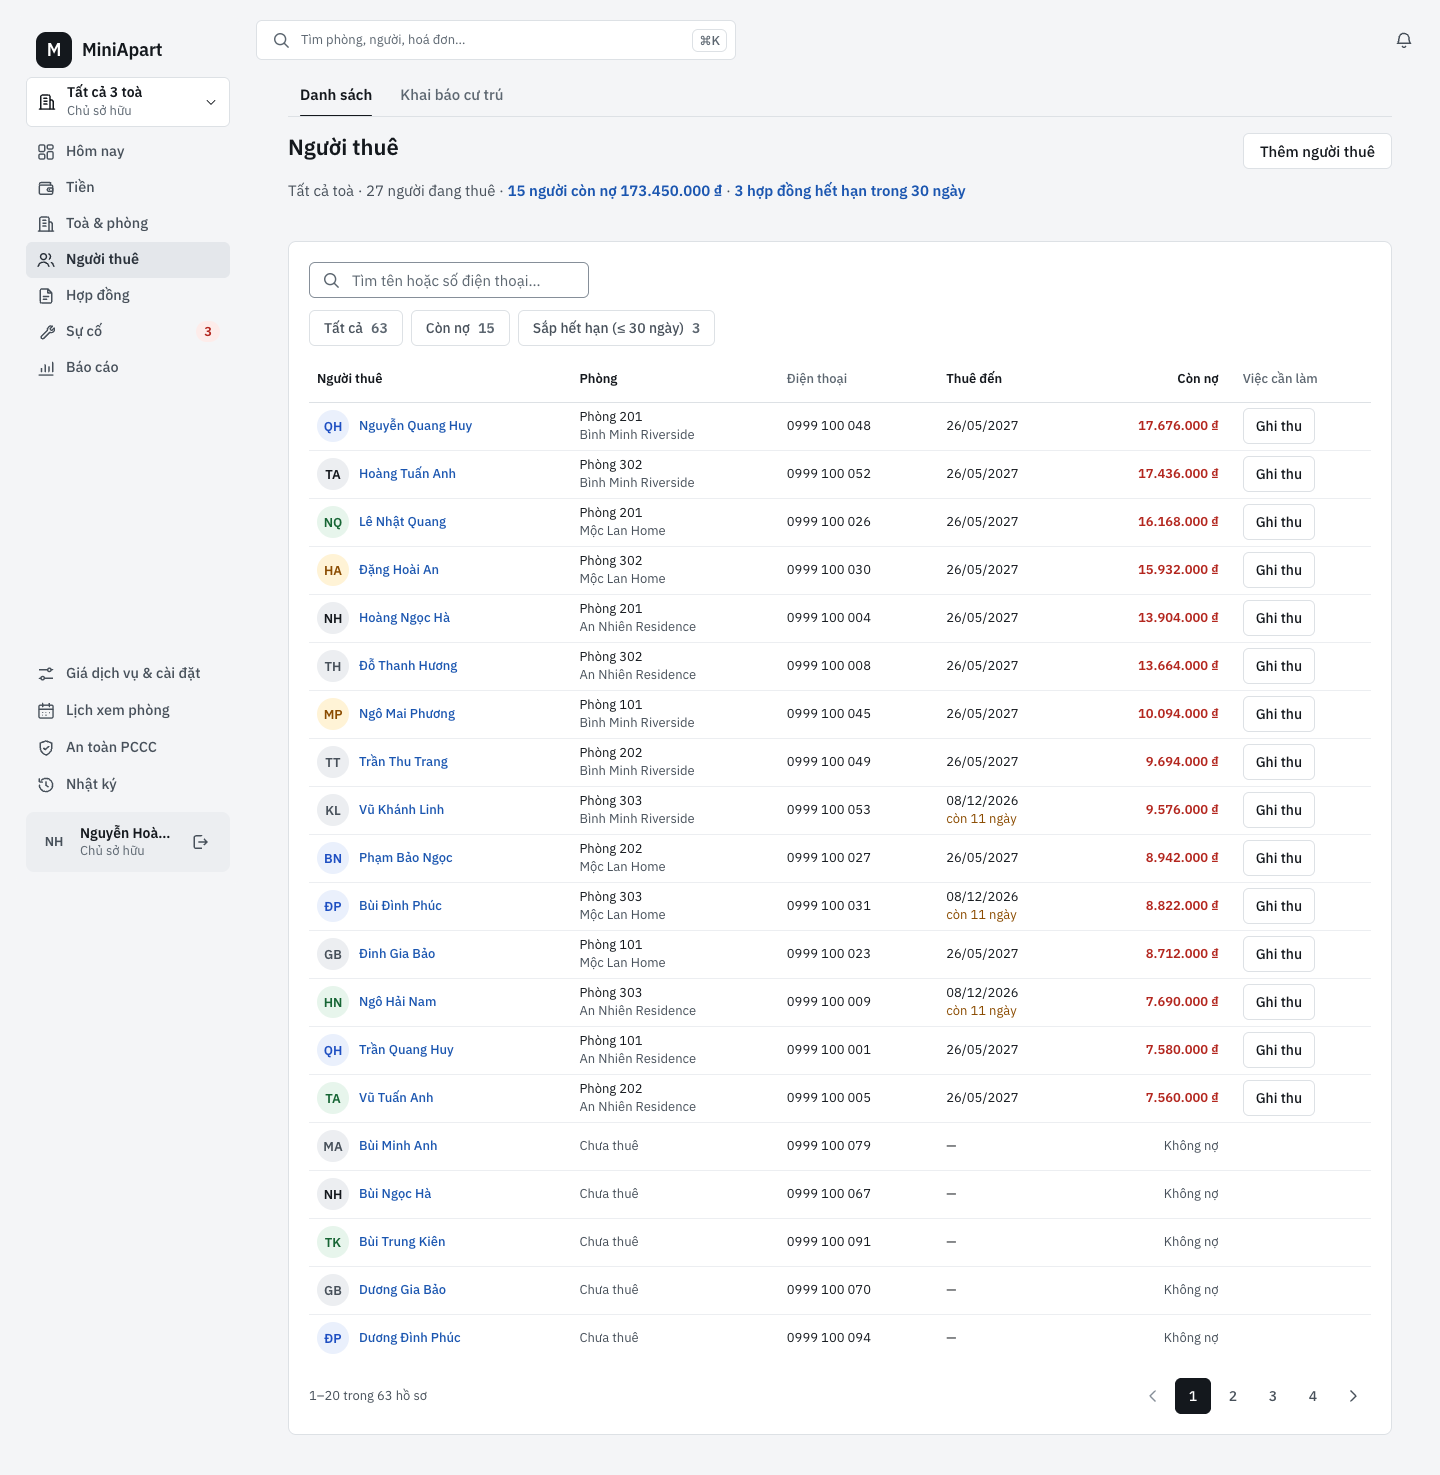 M MiniApart
Tìm phòng, người, hoá đơn... ⌘K
Tất cả 3 toà
Chủ sở hữu
Hôm nay
Tiền
Toà & phòng
Người thuê
Hợp đồng
Sự cố 3
Báo cáo
Giá dịch vụ & cài đặt
Lịch xem phòng
An toàn PCCC
Nhật ký
NH Nguyễn Hoà...
Chủ sở hữu
Danh sách Khai báo cư trú
Người thuê
Thêm người thuê
Tất cả toà · 27 người đang thuê · 15 người còn nợ 173.450.000 ₫ · 3 hợp đồng hết hạn trong 30 ngày
Tìm tên hoặc số điện thoại...
Tất cả 63 Còn nợ 15 Sắp hết hạn (≤ 30 ngày) 3
Người thuê Phòng Điện thoại Thuê đến Còn nợ Việc cần làm
QH Nguyễn Quang Huy Phòng 201 0999 100 048 26/05/2027 17.676.000 ₫ Ghi thu
Bình Minh Riverside
TA Hoàng Tuấn Anh Phòng 302 0999 100 052 26/05/2027 17.436.000 ₫ Ghi thu
Bình Minh Riverside
NQ Lê Nhật Quang Phòng 201 0999 100 026 26/05/2027 16.168.000 ₫ Ghi thu
Mộc Lan Home
HA Đặng Hoài An Phòng 302 0999 100 030 26/05/2027 15.932.000 ₫ Ghi thu
Mộc Lan Home
NH Hoàng Ngọc Hà Phòng 201 0999 100 004 26/05/2027 13.904.000 ₫ Ghi thu
An Nhiên Residence
TH Đỗ Thanh Hương Phòng 302 0999 100 008 26/05/2027 13.664.000 ₫ Ghi thu
An Nhiên Residence
MP Ngô Mai Phương Phòng 101 0999 100 045 26/05/2027 10.094.000 ₫ Ghi thu
Bình Minh Riverside
TT Trần Thu Trang Phòng 202 0999 100 049 26/05/2027 9.694.000 ₫ Ghi thu
Bình Minh Riverside
KL Vũ Khánh Linh Phòng 303 0999 100 053 08/12/2026 9.576.000 ₫ Ghi thu
Bình Minh Riverside còn 11 ngày
BN Phạm Bảo Ngọc Phòng 202 0999 100 027 26/05/2027 8.942.000 ₫ Ghi thu
Mộc Lan Home
ĐP Bùi Đình Phúc Phòng 303 0999 100 031 08/12/2026 8.822.000 ₫ Ghi thu
Mộc Lan Home còn 11 ngày
GB Đinh Gia Bảo Phòng 101 0999 100 023 26/05/2027 8.712.000 ₫ Ghi thu
Mộc Lan Home
HN Ngô Hải Nam Phòng 303 0999 100 009 08/12/2026 7.690.000 ₫ Ghi thu
An Nhiên Residence còn 11 ngày
QH Trần Quang Huy Phòng 101 0999 100 001 26/05/2027 7.580.000 ₫ Ghi thu
An Nhiên Residence
TA Vũ Tuấn Anh Phòng 202 0999 100 005 26/05/2027 7.560.000 ₫ Ghi thu
An Nhiên Residence
MA Bùi Minh Anh Chưa thuê 0999 100 079 — Không nợ
NH Bùi Ngọc Hà Chưa thuê 0999 100 067 — Không nợ
TK Bùi Trung Kiên Chưa thuê 0999 100 091 — Không nợ
GB Dương Gia Bảo Chưa thuê 0999 100 070 — Không nợ
ĐP Dương Đình Phúc Chưa thuê 0999 100 094 — Không nợ
1–20 trong 63 hồ sơ 1 2 3 4